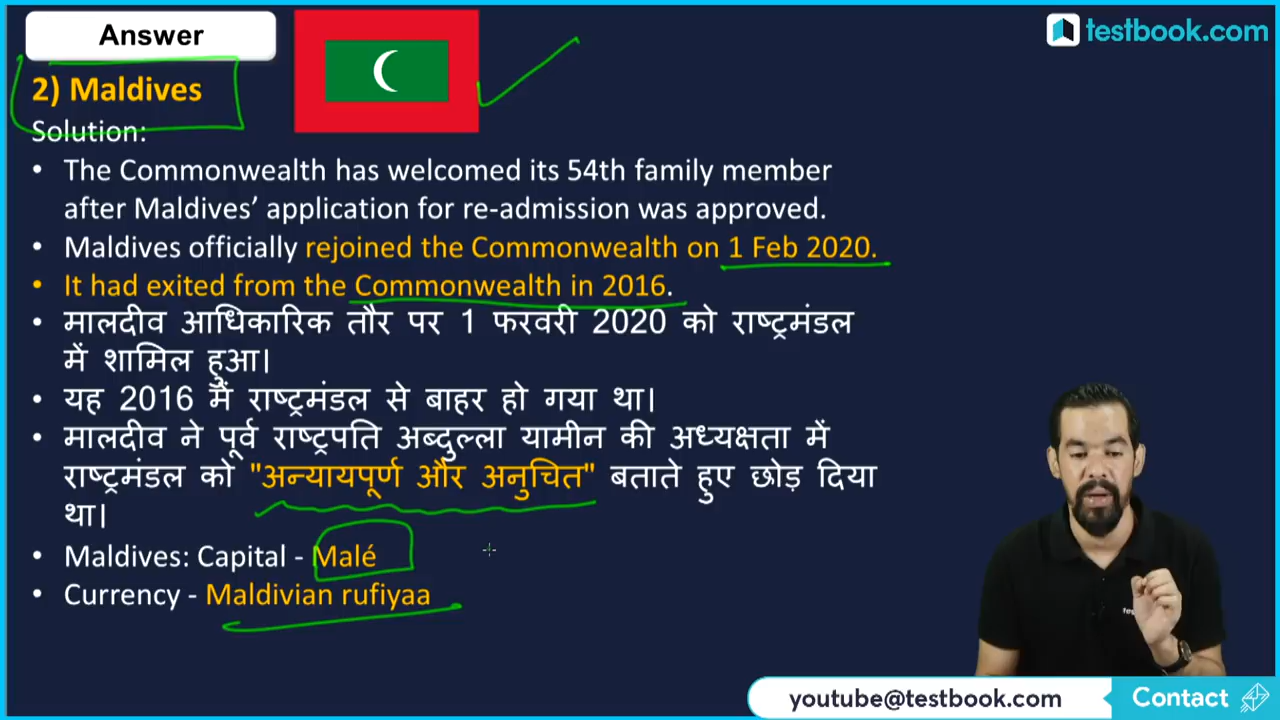 Answer
testbook.com
2) Maldives
Solution:
• The Commonwealth has welcomed its 54th family member
after Maldives’ application for re-admission was approved.
• Maldives officially rejoined the Commonwealth on 1 Feb 2020.
• It had exited from the Commonwealth in 2016.
• मालदीव आधिकारिक तौर पर 1 फरवरी 2020 को राष्ट्रमंडल
में शामिल हुआ।
• यह 2016 में राष्ट्रमंडल से बाहर हो गया था।
• मालदीव ने पूर्व राष्ट्रपति अब्दुल्ला यामीन की अध्यक्षता में
राष्ट्रमंडल को "अन्यायपूर्ण और अनुचित" बताते हुए छोड़ दिया
था।
• Maldives: Capital - Malé
• Currency - Maldivian rufiyaa
youtube@testbook.com
Contact